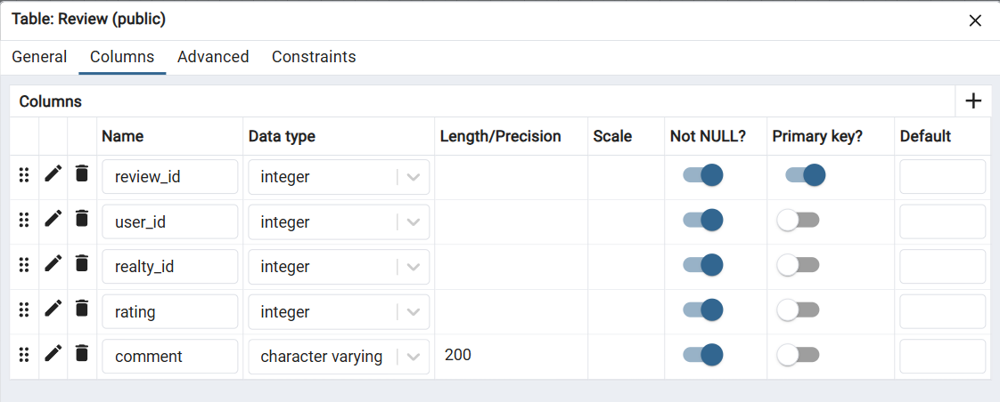 Table: Review (public)
General Columns Advanced Constraints
Columns
Name Data type Length/Precision Scale Not NULL? Primary key? Default
review_id integer
user_id integer
realty_id integer
rating integer
comment character varying 200